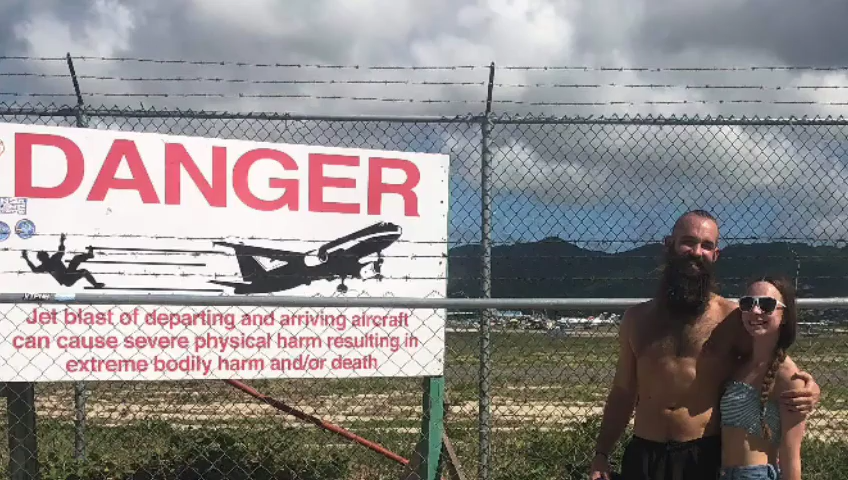 DANGER
Jet blast of departing and arriving aircraft
can cause severe physical harm resulting in
extreme bodily harm and/or death